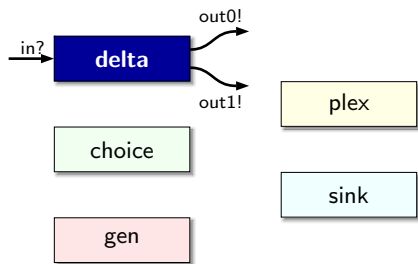 out0!
in?
delta
out1!
plex
choice
sink
gen